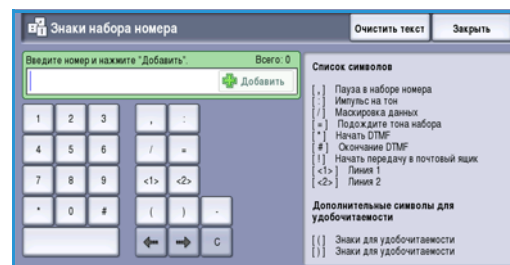 Знаки набора номера
Очистить текст
Закрыть
Введите номер и нажмите "Добавить".
Всего: 0
Добавить
1 2 3 , :
4 5 6 / =
7 8 9 <1> <2>
* 0 # ( ) -
C
Список символов
[,] Пауза в наборе номера
[:] Импульс на тон
[/] Маскировка данных
[=] Подождите тона набора
[*] Начать DTMF
[#] Окончание DTMF
[!] Начать передачу в почтовый ящик
[<1>] Линия 1
[<2>] Линия 2
Дополнительные символы для
удобочитаемости
[(] Знаки для удобочитаемости
[)] Знаки для удобочитаемости